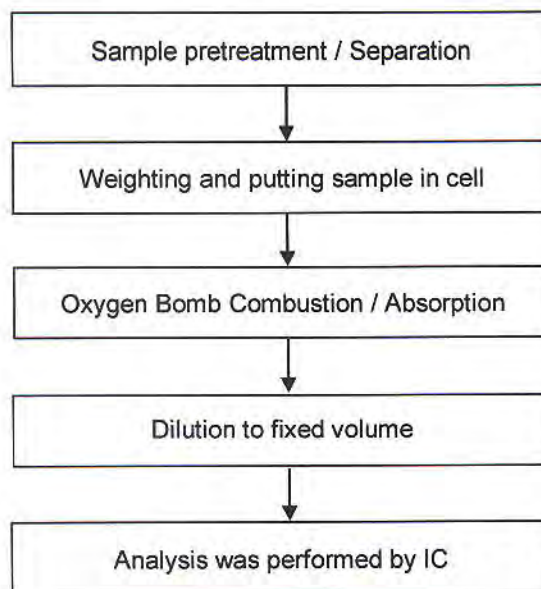 Sample pretreatment / Separation
Weighting and putting sample in cell
Oxygen Bomb Combustion / Absorption
Dilution to fixed volume
Analysis was performed by IC